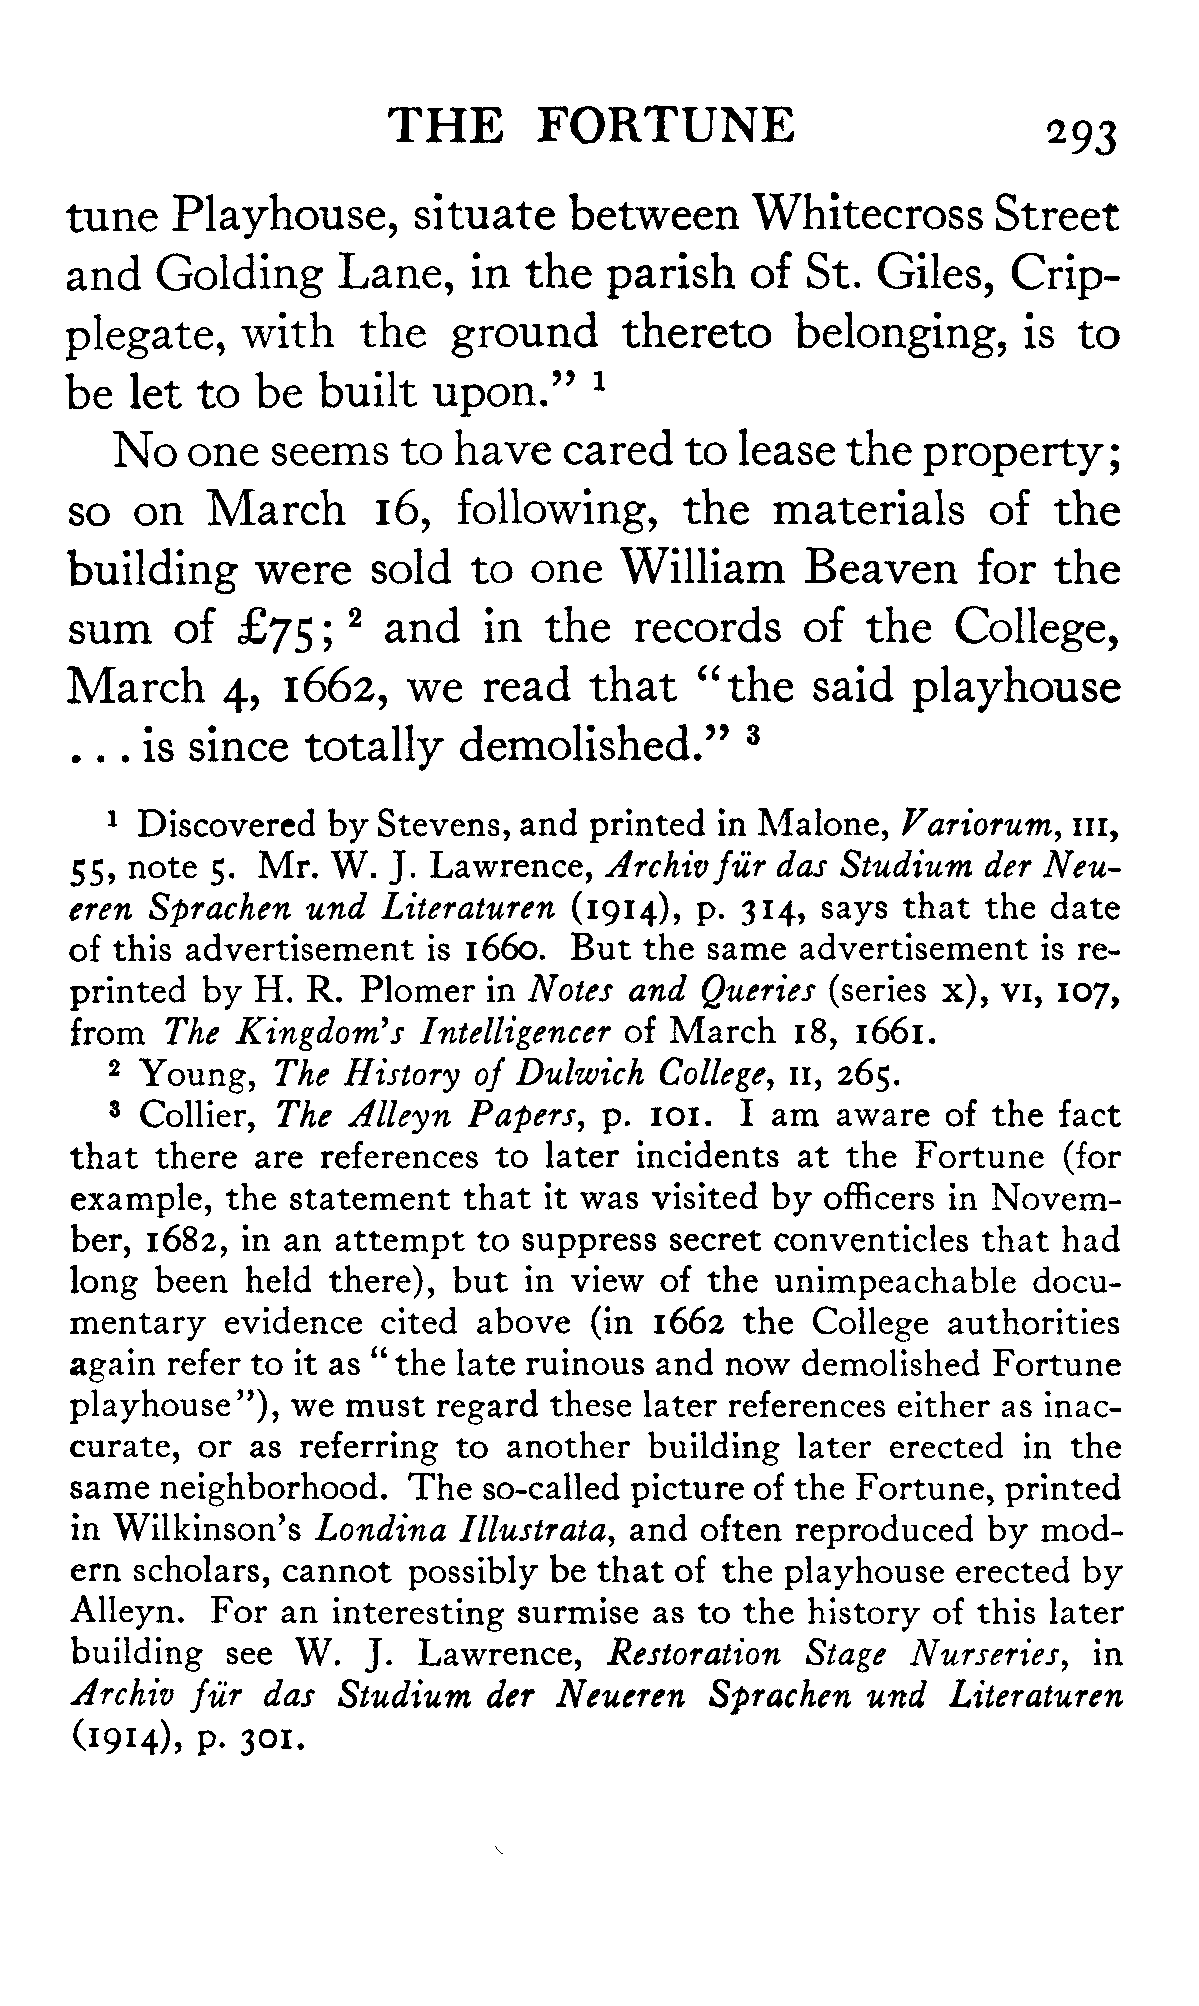 THE FORTUNE 293
tune Playhouse, situate between Whitecross Street
and Golding Lane, in the parish of St. Giles, Crip-
plegate, with the ground thereto belonging, is to
be let to be built upon.” ¹
No one seems to have cared to lease the property;
so on March 16, following, the materials of the
building were sold to one William Beaven for the
sum of £75; ² and in the records of the College,
March 4, 1662, we read that “the said playhouse
. . . is since totally demolished.” ³
¹ Discovered by Stevens, and printed in Malone, Variorum, III,
55, note 5. Mr. W. J. Lawrence, Archiv für das Studium der Neu-
eren Sprachen und Literaturen (1914), p. 314, says that the date
of this advertisement is 1660. But the same advertisement is re-
printed by H. R. Plomer in Notes and Queries (series X), VI, 107,
from The Kingdom’s Intelligencer of March 18, 1661.
² Young, The History of Dulwich College, II, 265.
³ Collier, The Alleyn Papers, p. 101. I am aware of the fact
that there are references to later incidents at the Fortune (for
example, the statement that it was visited by officers in Novem-
ber, 1682, in an attempt to suppress secret conventicles that had
long been held there), but in view of the unimpeachable docu-
mentary evidence cited above (in 1662 the College authorities
again refer to it as “the late ruinous and now demolished Fortune
playhouse”), we must regard these later references either as inac-
curate, or as referring to another building later erected in the
same neighborhood. The so-called picture of the Fortune, printed
in Wilkinson’s Londina Illustrata, and often reproduced by mod-
ern scholars, cannot possibly be that of the playhouse erected by
Alleyn. For an interesting surmise as to the history of this later
building see W. J. Lawrence, Restoration Stage Nurseries, in
Archiv für das Studium der Neueren Sprachen und Literaturen
(1914), p. 301.